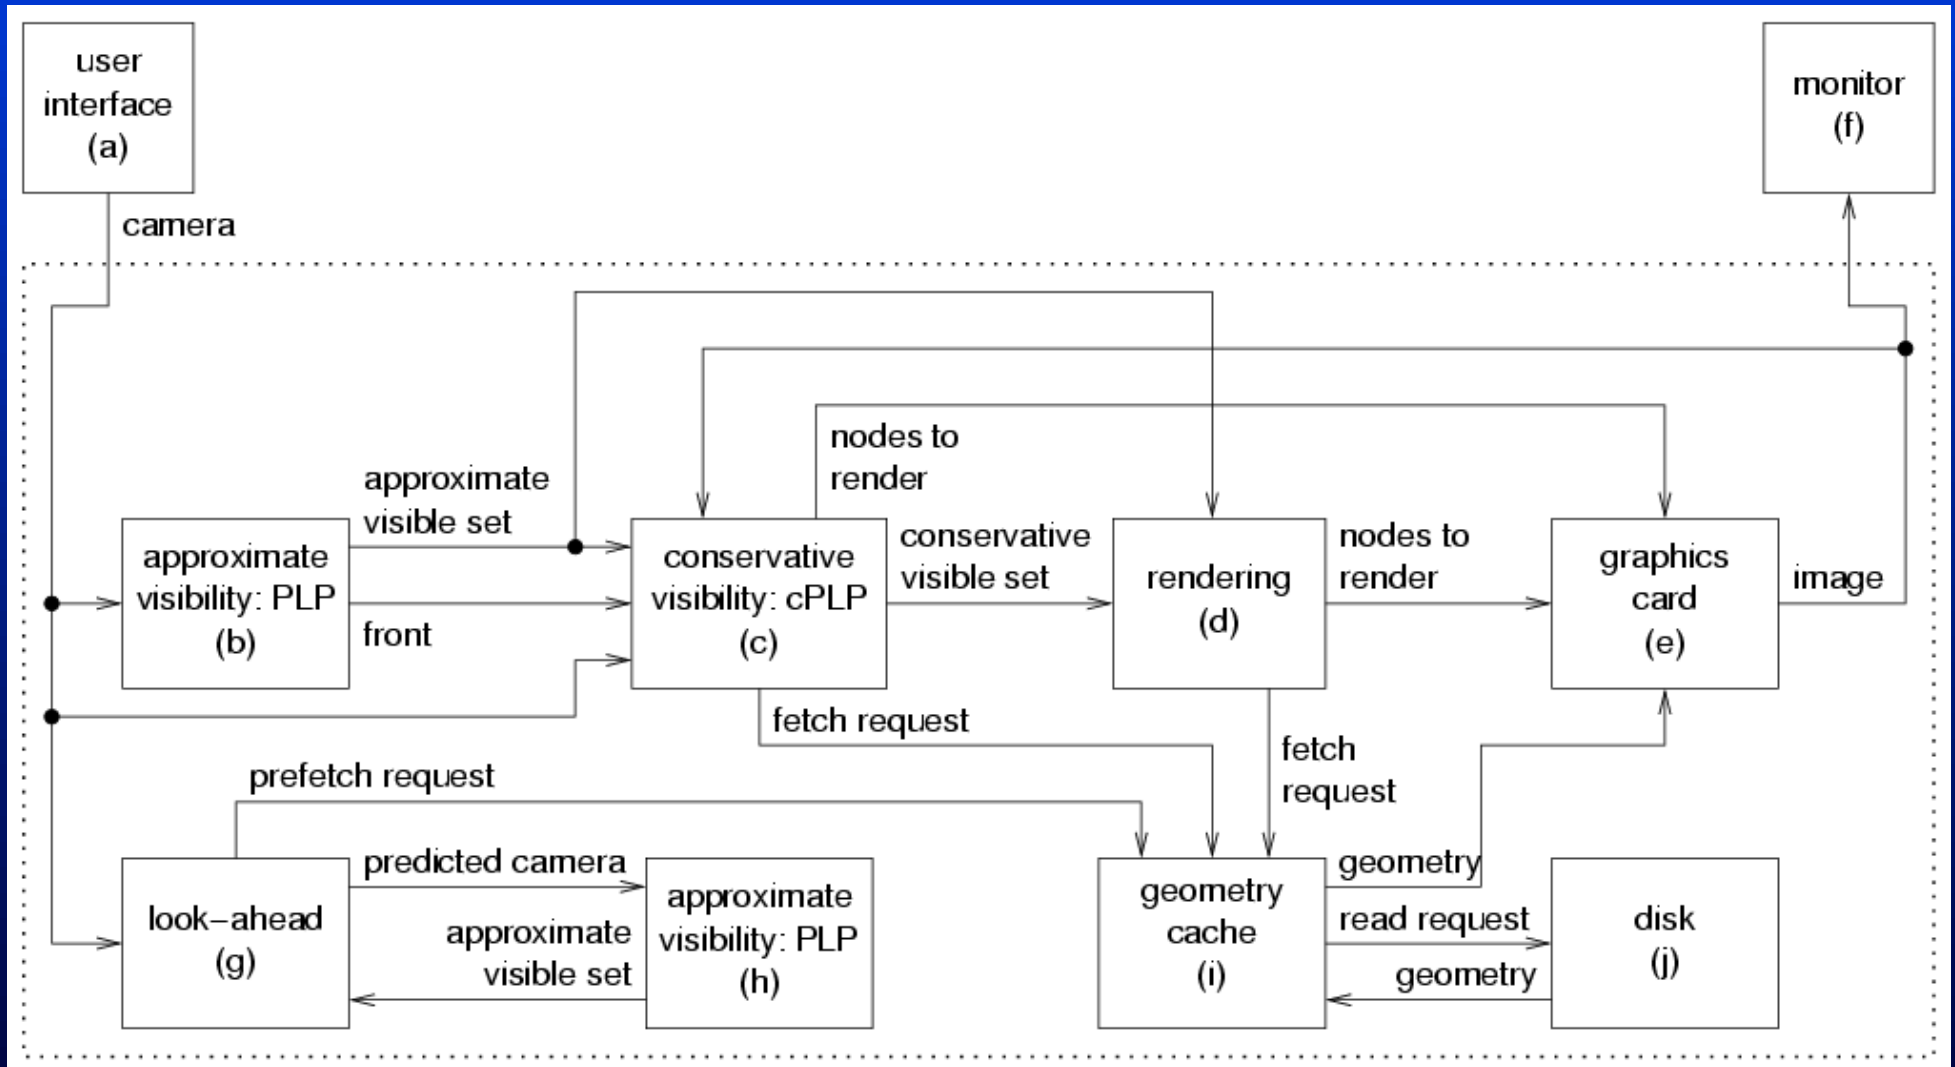 user
interface
(a)
monitor
(f)
camera
nodes to
render
approximate
visible set
approximate
visibility: PLP
(b)
front
conservative
visibility: cPLP
(c)
conservative
visible set
rendering
(d)
nodes to
render
graphics
card
(e)
image
fetch request
fetch
request
prefetch request
look-ahead
(g)
predicted camera
approximate
visible set
approximate
visibility: PLP
(h)
geometry
cache
(i)
geometry
read request
geometry
disk
(j)